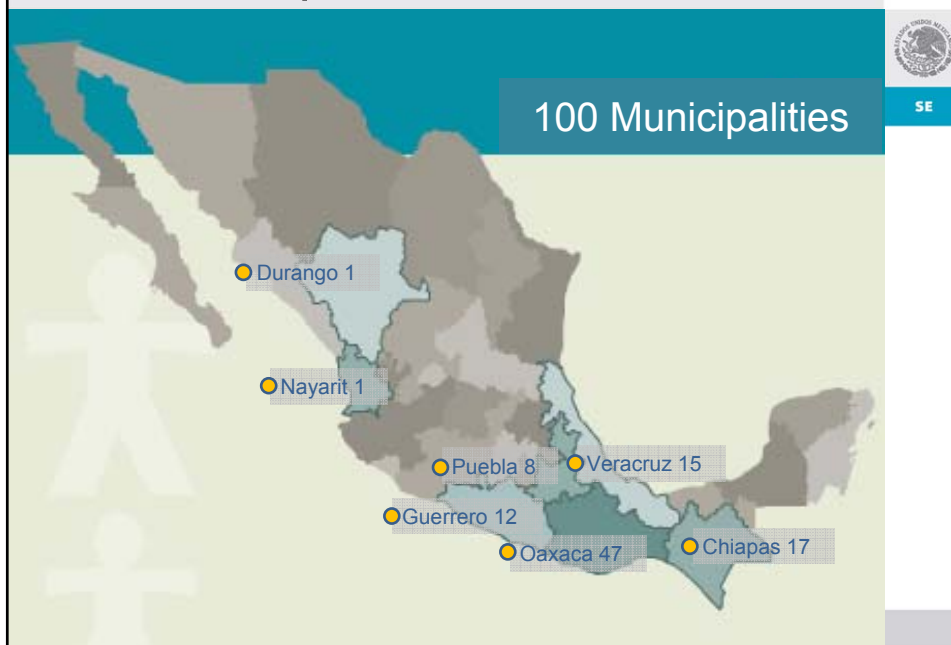 100 Municipalities
SE
Durango 1
Nayarit 1
Puebla 8
Veracruz 15
Guerrero 12
Oaxaca 47
Chiapas 17